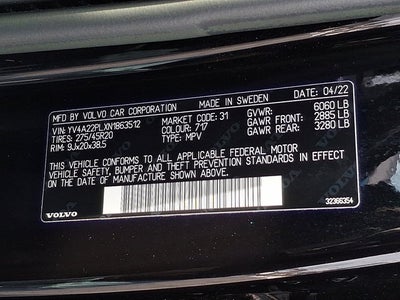 MFD BY VOLVO CAR CORPORATION MADE IN SWEDEN DATE 04/22
VIN: YV4A22PLXN1863512 MARKET CODE: 31 GVWR: 6060 LB
TIRES: 275/45R20 COLOUR: 717 GAWR FRONT: 2885 LB
RIM: 9Jx20x38.5 TYPE: MPV GAWR REAR: 3280 LB
THIS VEHICLE CONFORMS TO ALL APPLICABLE FEDERAL MOTOR
VEHICLE SAFETY, BUMPER AND THEFT PREVENTION STANDARDS IN EFFECT
ON THE DATE OF MANUFACTURE SHOWN ABOVE.
VOLVO 32366354